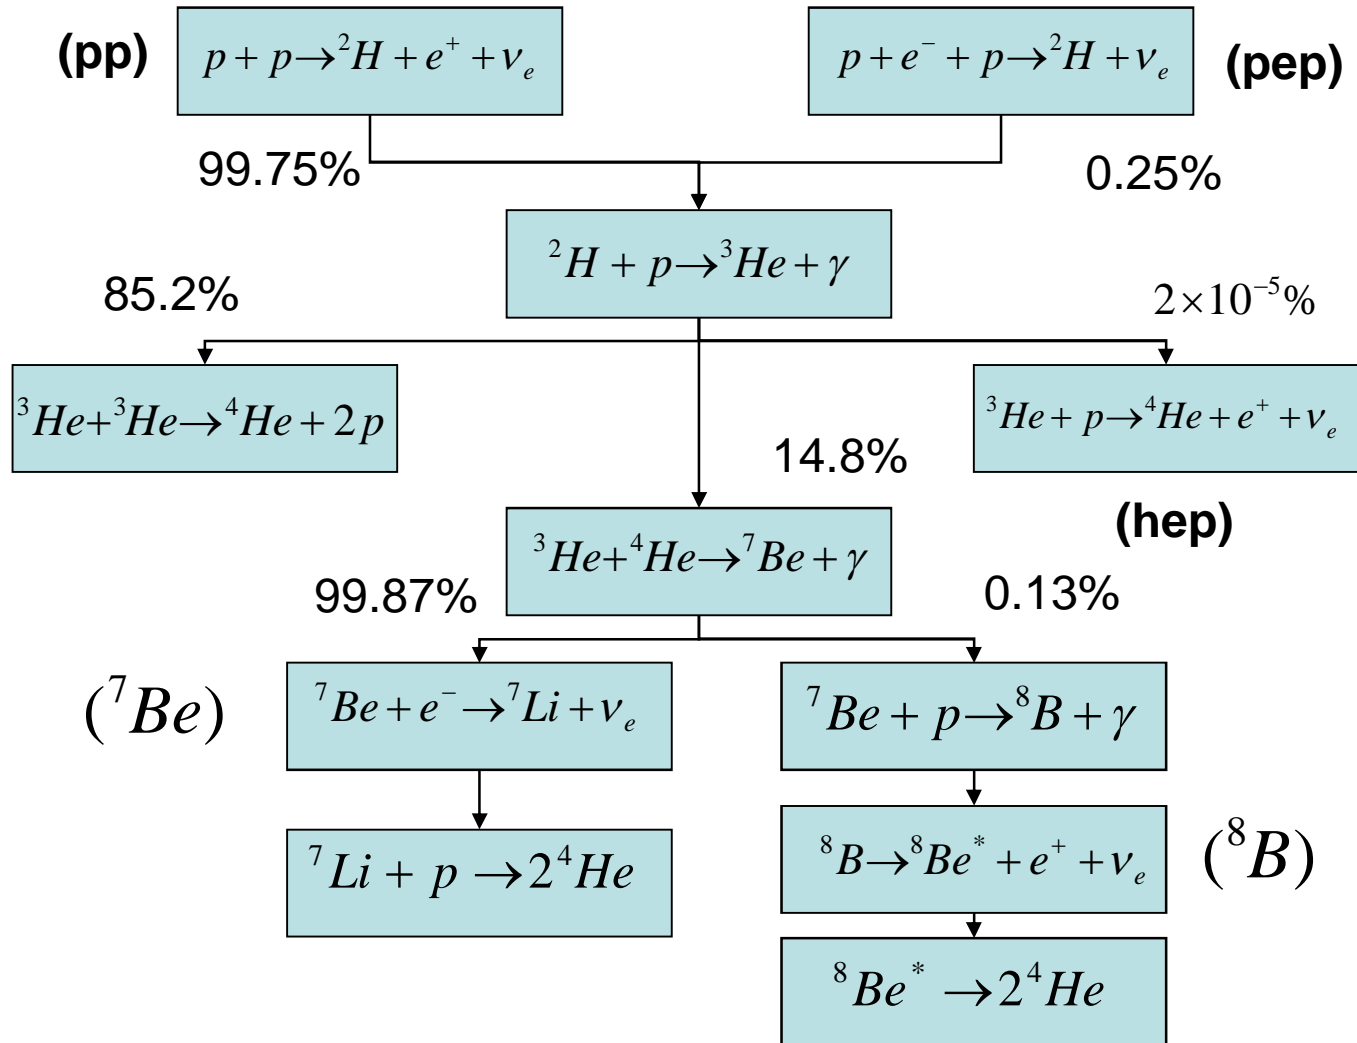 (pp)
p + p → ²H + e⁺ + νₑ
p + e⁻ + p → ²H + νₑ
(pep)
99.75%
0.25%
²H + p → ³He + γ
85.2%
2×10⁻⁵%
³He+³He → ⁴He + 2p
³He + p → ⁴He + e⁺ + νₑ
14.8%
(hep)
³He+⁴He → ⁷Be + γ
99.87%
0.13%
(⁷Be)
⁷Be + e⁻ → ⁷Li + νₑ
⁷Be + p → ⁸B + γ
⁷Li + p → 2⁴He
⁸B → ⁸Be* + e⁺ + νₑ
(⁸B)
⁸Be* → 2⁴He